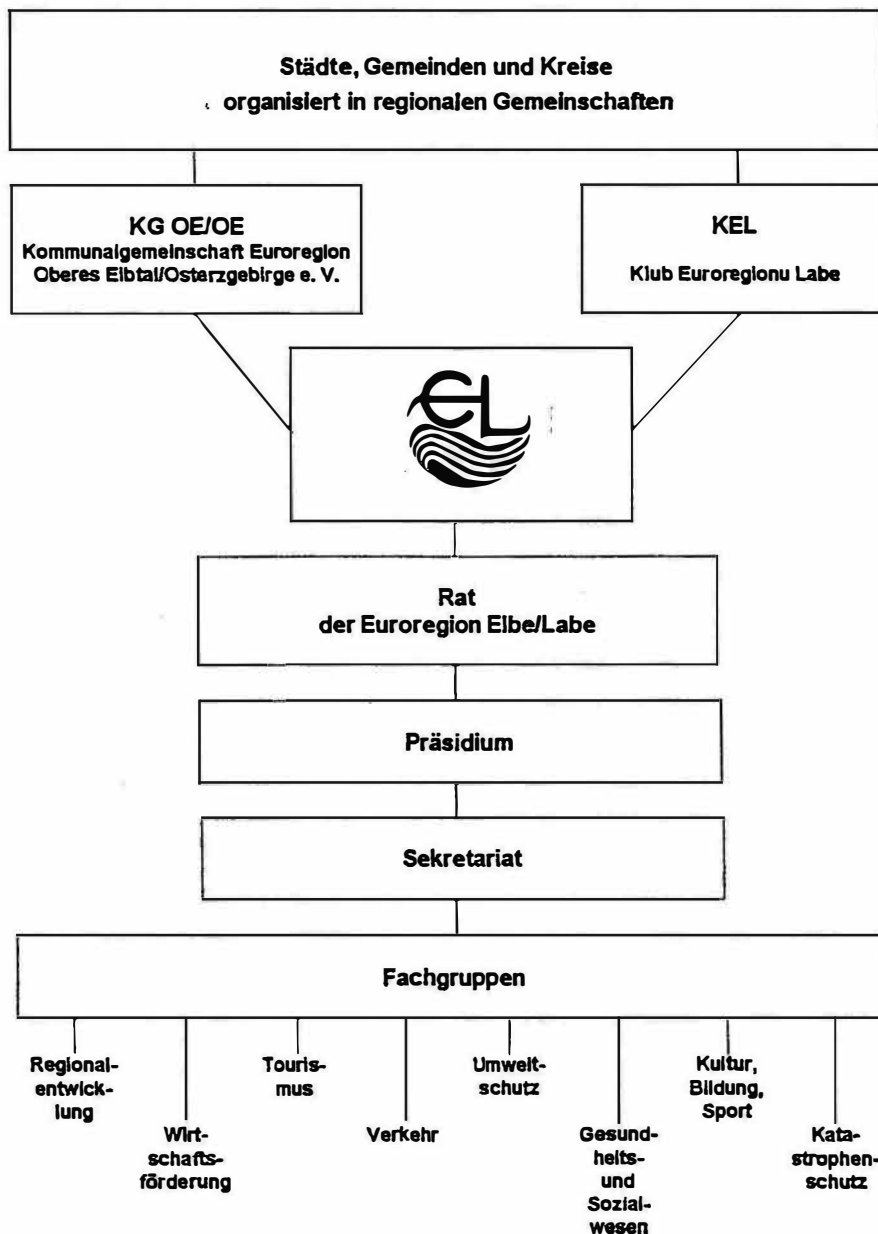 Städte, Gemeinden und Kreise
organisiert in regionalen Gemeinschaften
KG OE/OE
Kommunalgemeinschaft Euroregion
Oberes Elbtal/Osterzgebirge e. V.
KEL
Klub Euroregionu Labe
EL
Rat
der Euroregion Elbe/Labe
Präsidium
Sekretariat
Fachgruppen
Regional-
entwick-
lung
Wirt-
schafts-
förderung
Touris-
mus
Verkehr
Umwelt-
schutz
Gesund-
heits-
und
Sozial-
wesen
Kultur,
Bildung,
Sport
Kata-
strophen-
schutz